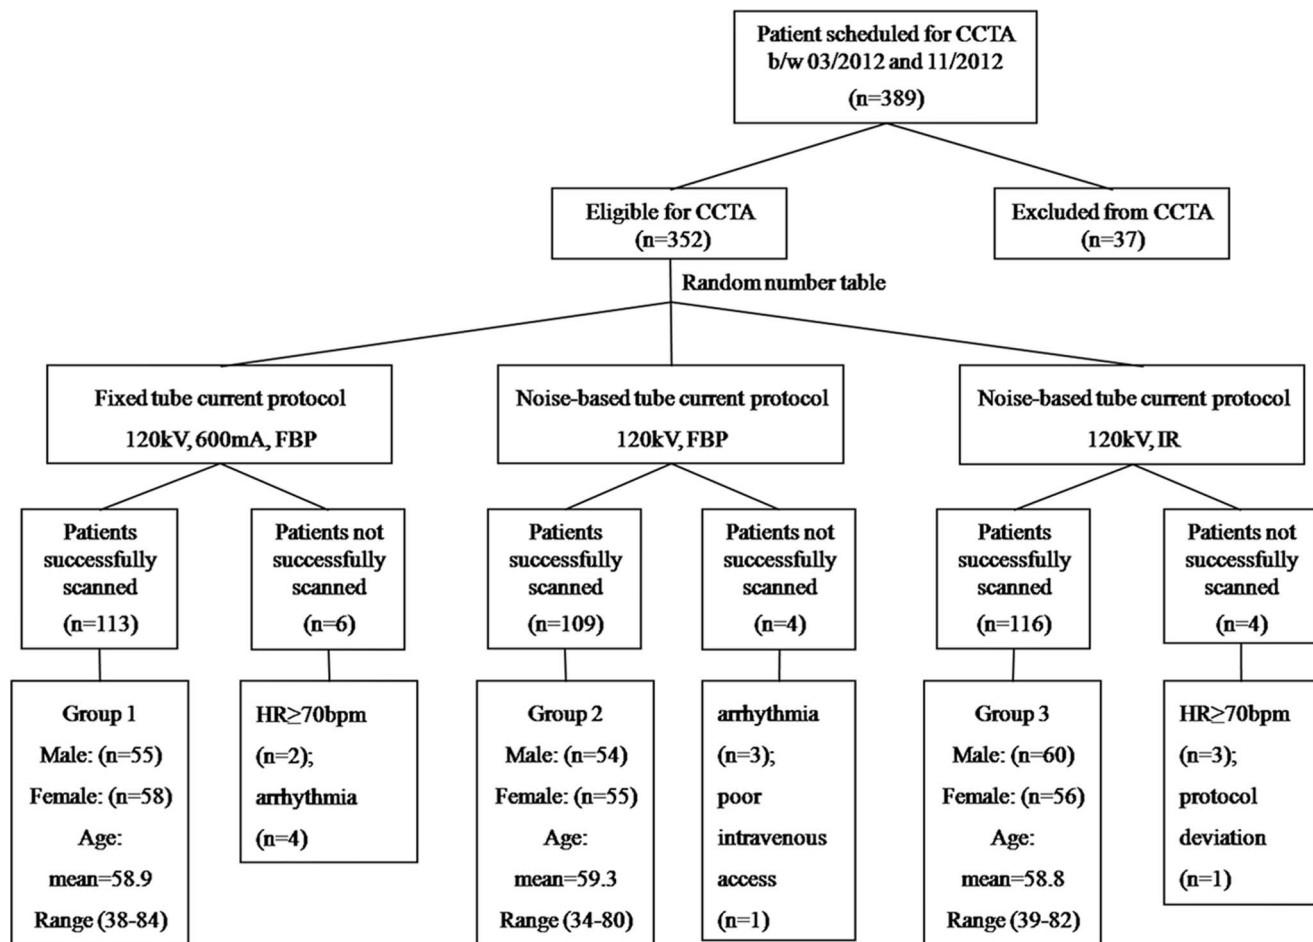 Patient scheduled for CCTA
b/w 03/2012 and 11/2012
(n=389)
Eligible for CCTA
(n=352)
Excluded from CCTA
(n=37)
Random number table
Fixed tube current protocol
120kV, 600mA, FBP
Noise-based tube current protocol
120kV, FBP
Noise-based tube current protocol
120kV, IR
Patients
successfully
scanned
(n=113)
Patients not
successfully
scanned
(n=6)
Patients
successfully
scanned
(n=109)
Patients not
successfully
scanned
(n=4)
Patients
successfully
scanned
(n=116)
Patients not
successfully
scanned
(n=4)
Group 1
Male: (n=55)
Female: (n=58)
Age:
mean=58.9
Range (38-84)
HR≥70bpm
(n=2);
arrhythmia
(n=4)
Group 2
Male: (n=54)
Female: (n=55)
Age:
mean=59.3
Range (34-80)
arrhythmia
(n=3);
poor
intravenous
access
(n=1)
Group 3
Male: (n=60)
Female: (n=56)
Age:
mean=58.8
Range (39-82)
HR≥70bpm
(n=3);
protocol
deviation
(n=1)